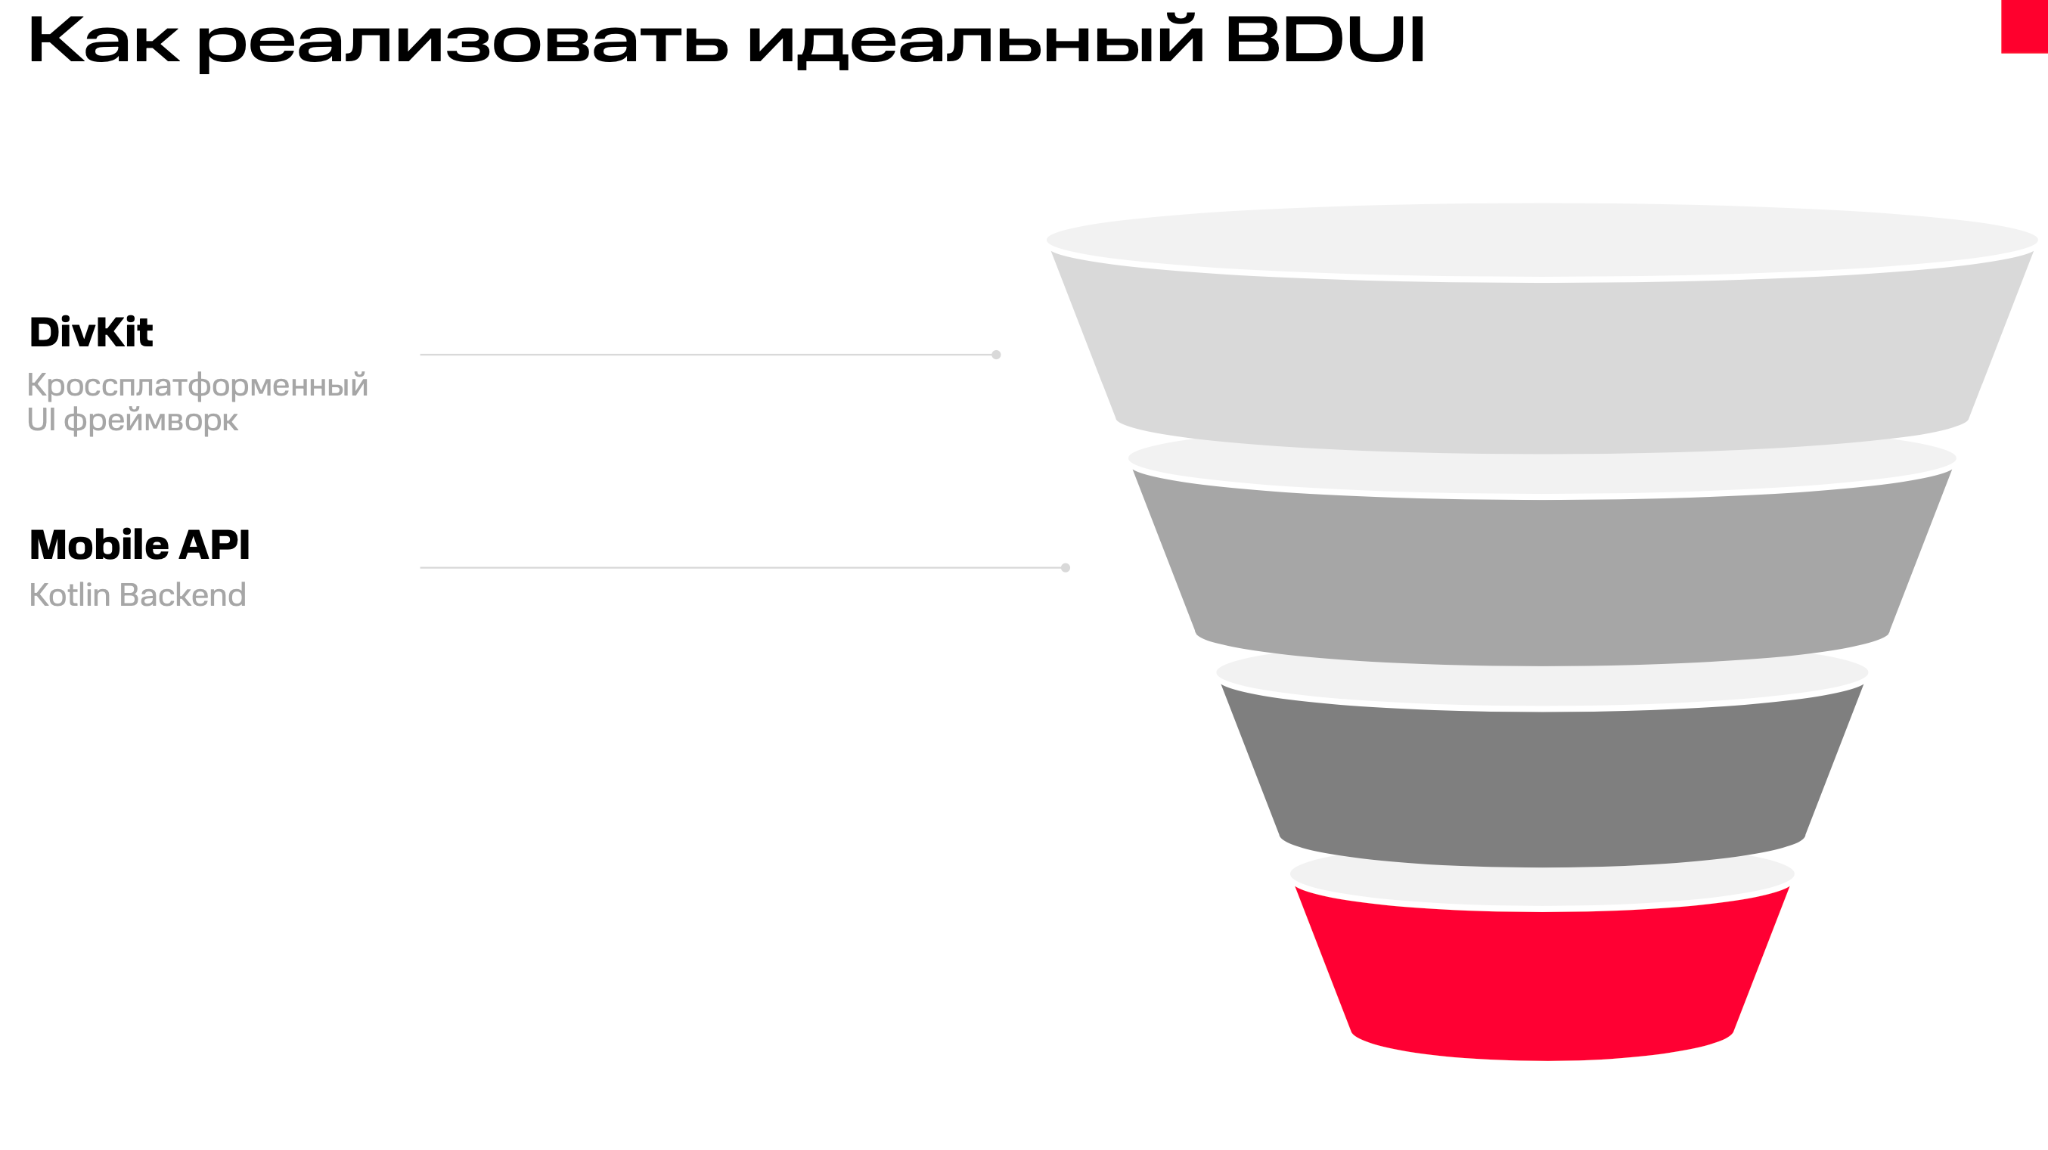 Как реализовать идеальный BDUI
DivKit
Кроссплатформенный
UI фреймворк
Mobile API
Kotlin Backend